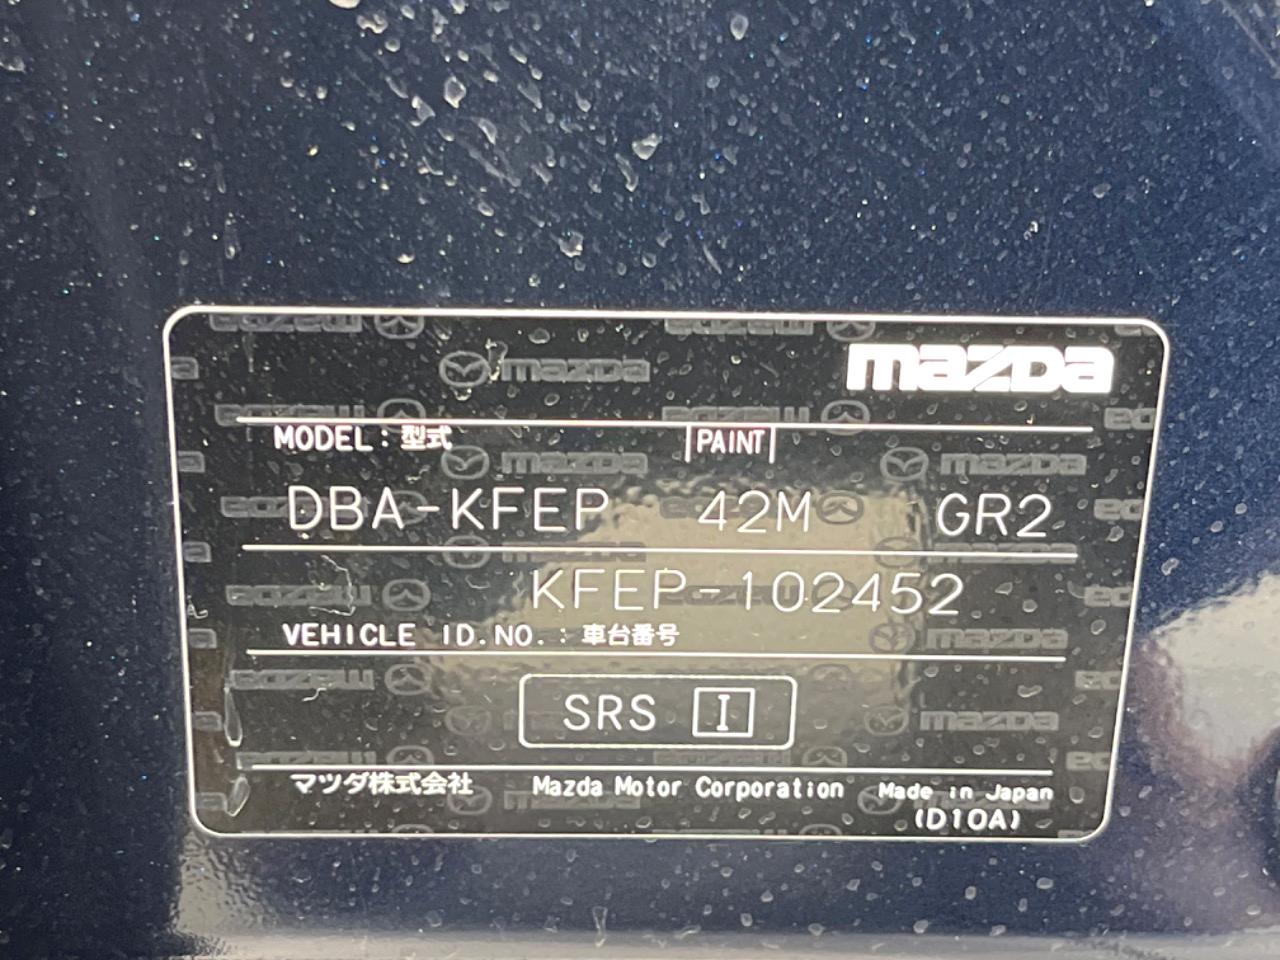 mazda
MODEL: 型式 PAINT
DBA-KFEP 42M GR2
KFEP-102452
VEHICLE ID.NO.: 車台番号
SRS I
マツダ株式会社 Mazda Motor Corporation Made in Japan
(D10A)